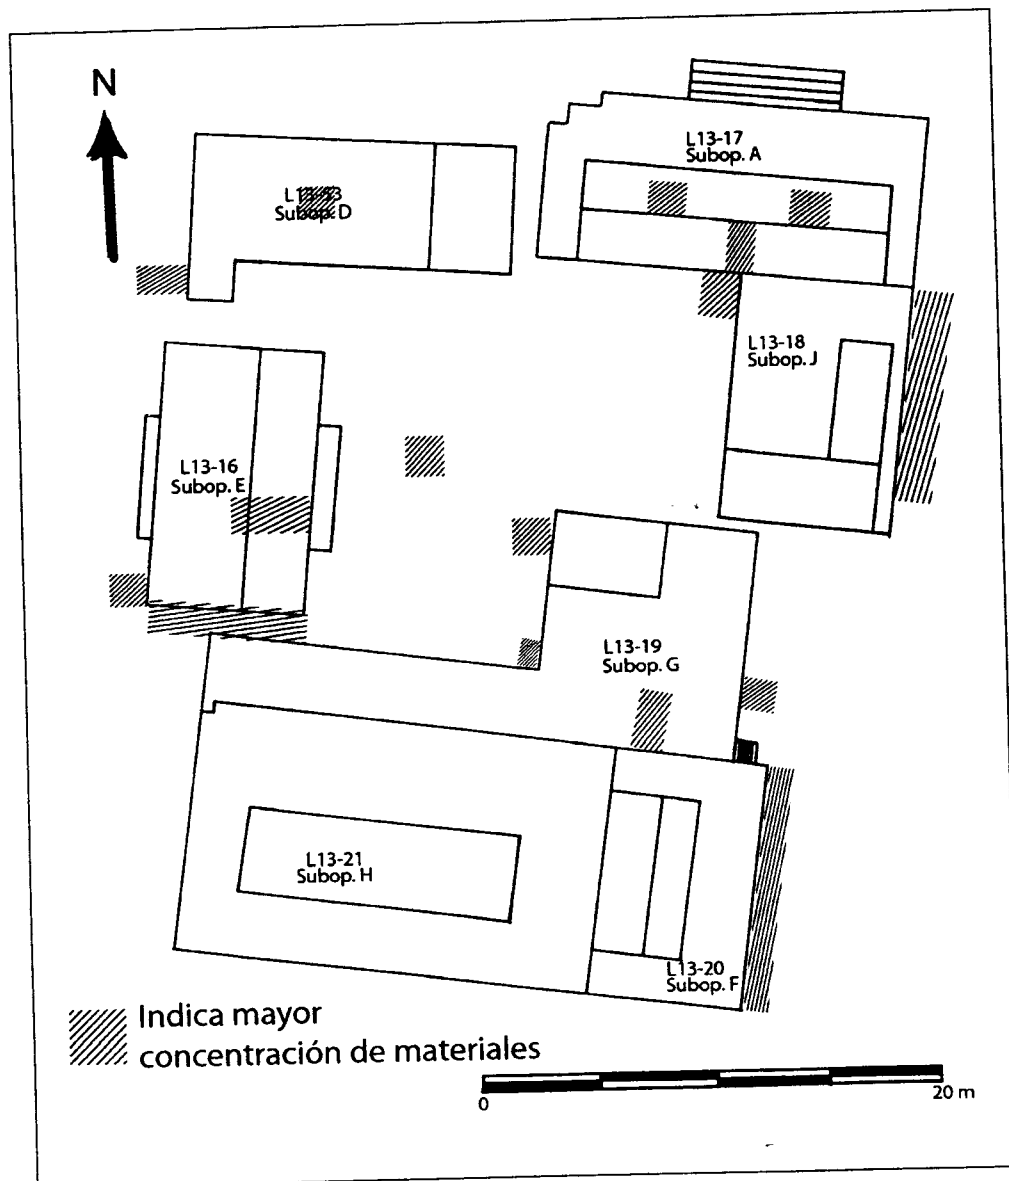 N
L13-17
Subop. A
Subop. D
L13-18
Subop. J
L13-16
Subop. E
L13-19
Subop. G
L13-21
Subop. H
L13-20
Subop. F
Indica mayor
concentración de materiales
0
20 m